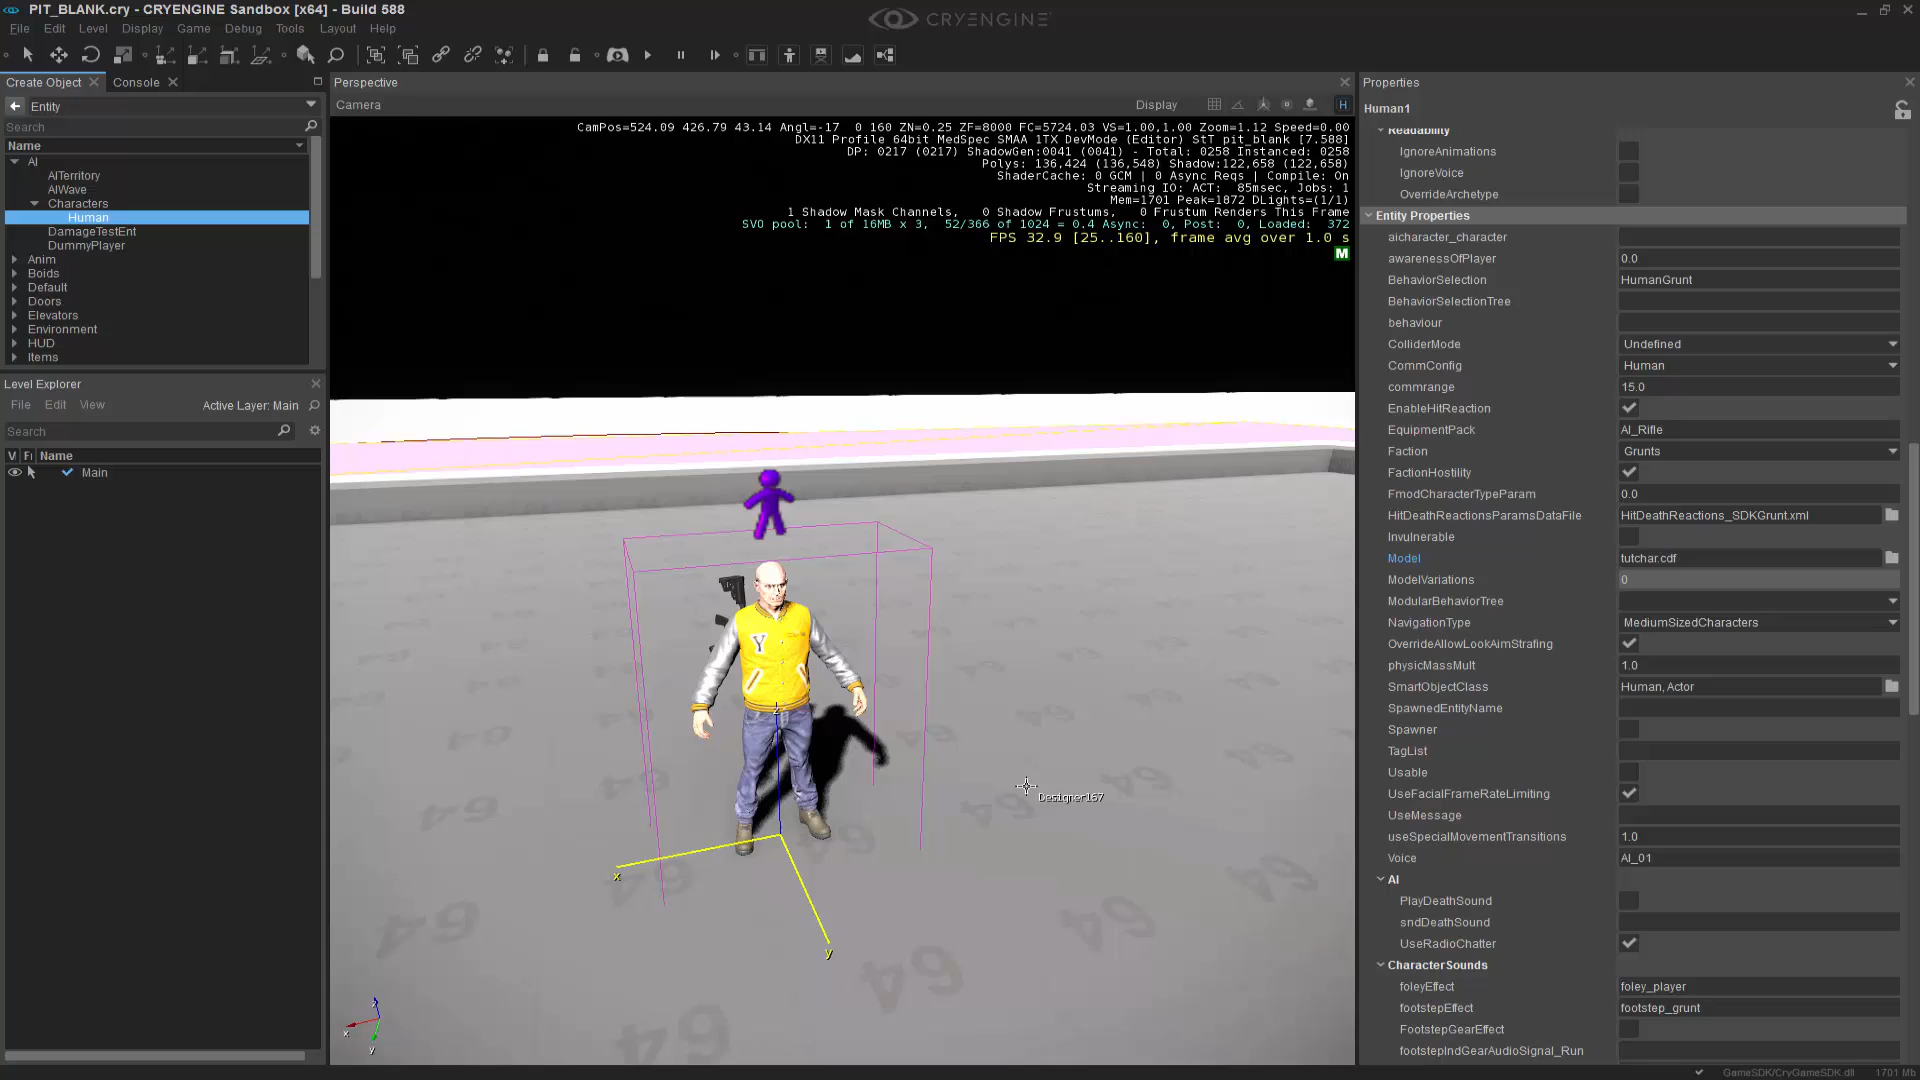 PIT_BLANK.cry - CRYENGINE Sandbox [x64] - Build 588
CRYENGINE
File Edit Level Display Game Debug Tools Layout Help
Create Object
Console
Entity
Search
Name
AI
AITerritory
AIWave
Characters
Human
DamageTestEnt
DummyPlayer
Anim
Boids
Default
Doors
Elevators
Environment
HUD
Items
Level Explorer
File Edit View Active Layer: Main
Search
V Name
Main
Perspective
Camera
Display
H
CamPos=524.09 426.79 43.14 Angl=-17 0 160 ZN=0.25 ZF=8000 FC=5724.03 VS=1.00,1.00 Zoom=1.12 Speed=0.00
DX11 Profile 64bit MedSpec SMAA 1TX DevMode (Editor) StT pit_blank [7.588]
DP: 0217 (0217) ShadowGen:0041 (0041) - Total: 0258 Instanced: 0258
Polys: 136,424 (136,548) Shadow:122,658 (122,658)
ShaderCache: 0 GCM | 0 Async Reqs | Compile: On
Streaming IO: ACT: 85msec, Jobs: 1
Mem=1701 Peak=1872 DLights=(1/1)
1 Shadow Mask Channels, 0 Shadow Frustums, 0 Frustum Renders This Frame
SVO pool: 1 of 16MB x 3, 52/366 of 1024 = 0.4 Async: 0, Post: 0, Loaded: 372
FPS 32.9 [25..160], frame avg over 1.0 s
M
Y
z
Designer167
x
y
64
64
64
64
64
z
x
y
Properties
Human1
Readability
IgnoreAnimations
IgnoreVoice
OverrideArchetype
Entity Properties
aicharacter_character
awarenessOfPlayer 0.0
BehaviorSelection HumanGrunt
BehaviorSelectionTree
behaviour
ColliderMode Undefined
CommConfig Human
commrange 15.0
EnableHitReaction
EquipmentPack AI_Rifle
Faction Grunts
FactionHostility
FmodCharacterTypeParam 0.0
HitDeathReactionsParamsDataFile HitDeathReactions_SDKGrunt.xml
Invulnerable
Model tutchar.cdf
ModelVariations 0
ModularBehaviorTree
NavigationType MediumSizedCharacters
OverrideAllowLookAimStrafing
physicMassMult 1.0
SmartObjectClass Human, Actor
SpawnedEntityName
Spawner
TagList
Usable
UseFacialFrameRateLimiting
UseMessage
useSpecialMovementTransitions 1.0
Voice AI_01
AI
PlayDeathSound
sndDeathSound
UseRadioChatter
CharacterSounds
foleyEffect foley_player
footstepEffect footstep_grunt
FootstepGearEffect
footstepIndGearAudioSignal_Run
GameSDK/CryGameSDK.dll 1701 Mb